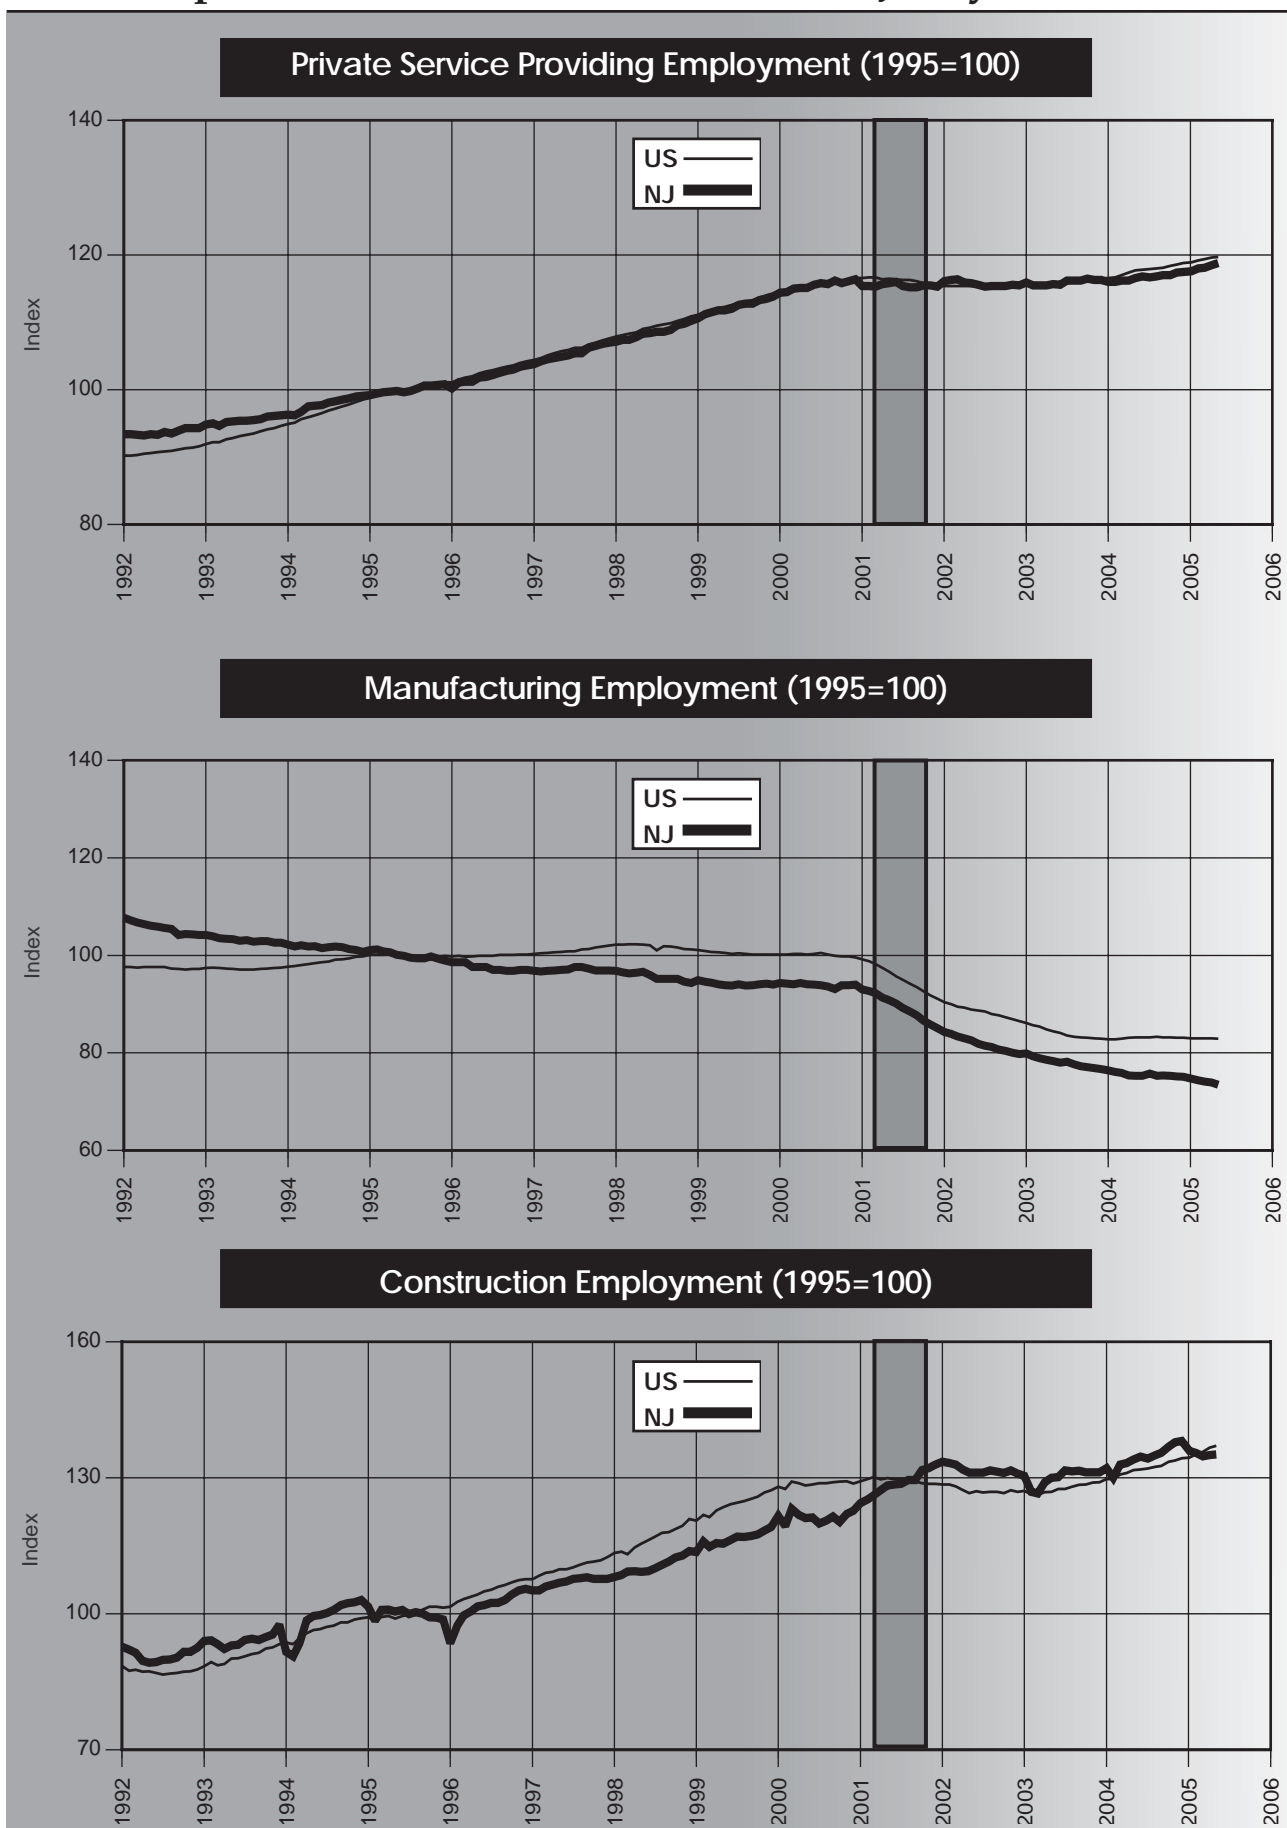 Private Service Providing Employment (1995=100)
140
120
100
80
Index
US
NJ
1992 1993 1994 1995 1996 1997 1998 1999 2000 2001 2002 2003 2004 2005 2006
Manufacturing Employment (1995=100)
140
120
100
80
60
Index
US
NJ
1992 1993 1994 1995 1996 1997 1998 1999 2000 2001 2002 2003 2004 2005 2006
Construction Employment (1995=100)
160
130
100
70
Index
US
NJ
1992 1993 1994 1995 1996 1997 1998 1999 2000 2001 2002 2003 2004 2005 2006